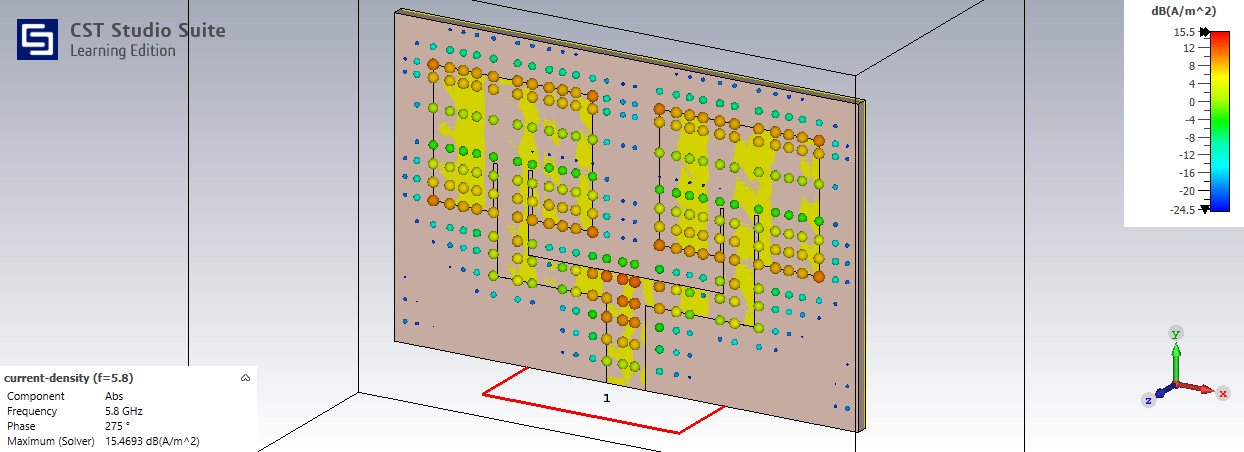 CST Studio Suite
Learning Edition
dB(A/m^2)
15.5
12
8
4
0
-4
-8
-12
-16
-20
-24.5
1
y
x
z
current-density (f=5.8)
Component Abs
Frequency 5.8 GHz
Phase 275 °
Maximum (Solver) 15.4693 dB(A/m^2)